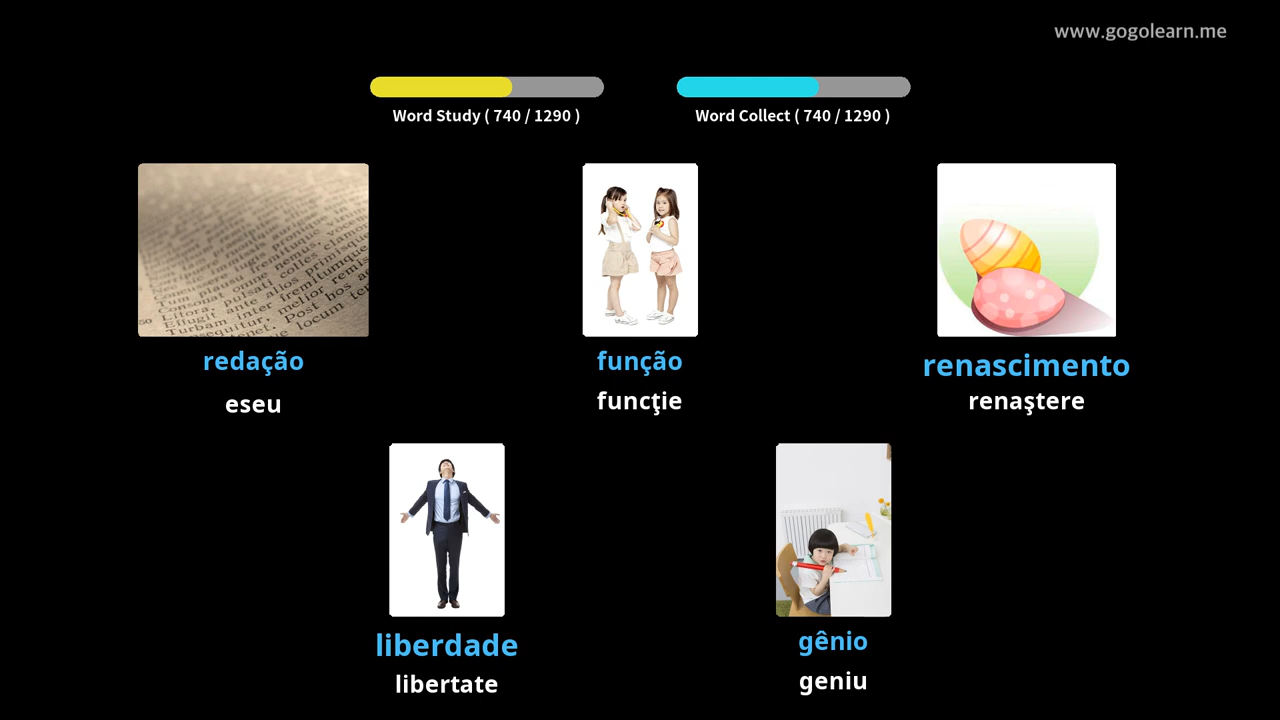 www.gogolearn.me
Word Study ( 740 / 1290 )
Word Collect ( 740 / 1290 )
redação
eseu
função
funcţie
renascimento
renaştere
liberdade
libertate
gênio
geniu